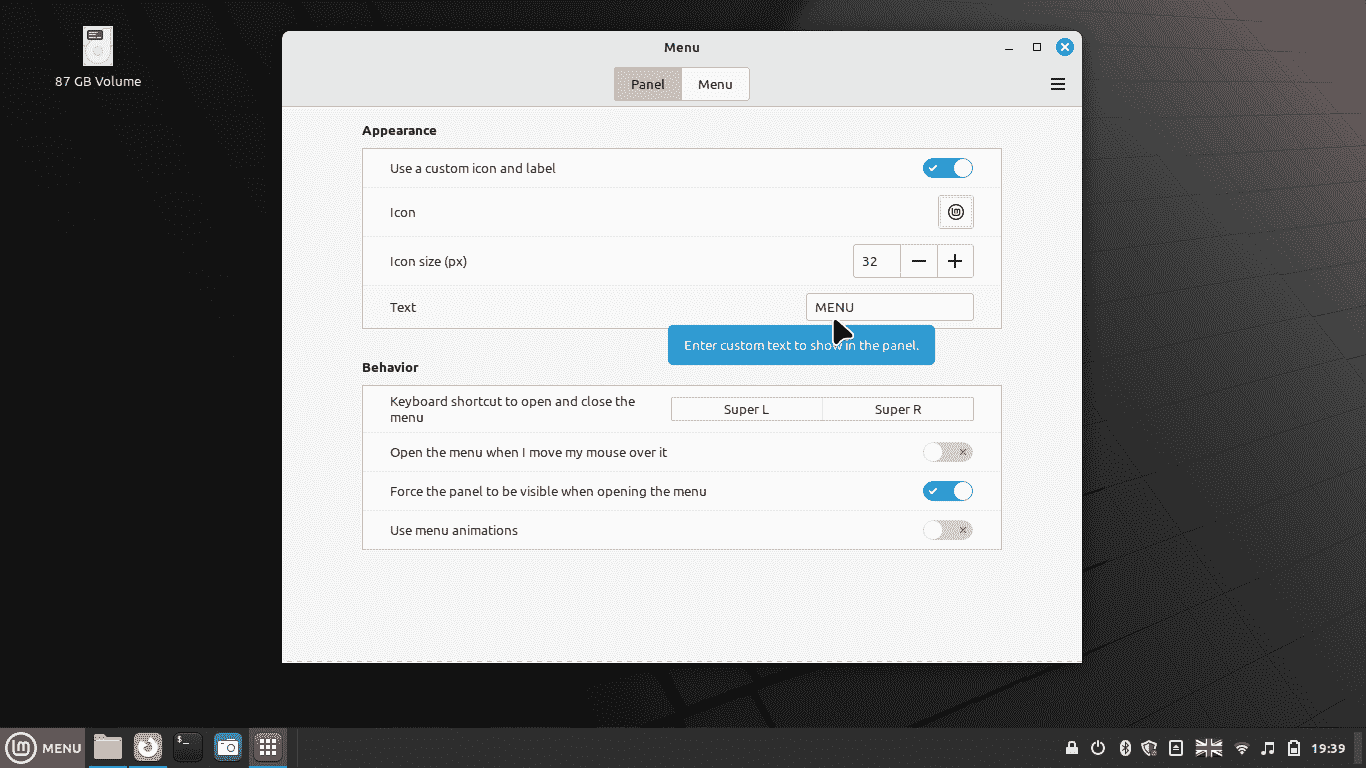 87 GB Volume
Menu
Panel
Menu
Appearance
Use a custom icon and label
Icon
Icon size (px)
32
Text
MENU
Enter custom text to show in the panel.
Behavior
Keyboard shortcut to open and close the
menu
Super L
Super R
Open the menu when I move my mouse over it
Force the panel to be visible when opening the menu
Use menu animations
MENU
19:39